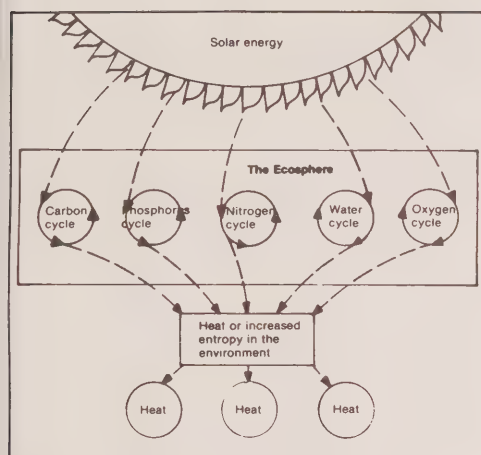 Solar energy
The Ecosphere
Carbon
cycle
Phosphorus
cycle
Nitrogen
cycle
Water
cycle
Oxygen
cycle
Heat or increased
entropy in the
environment
Heat
Heat
Heat